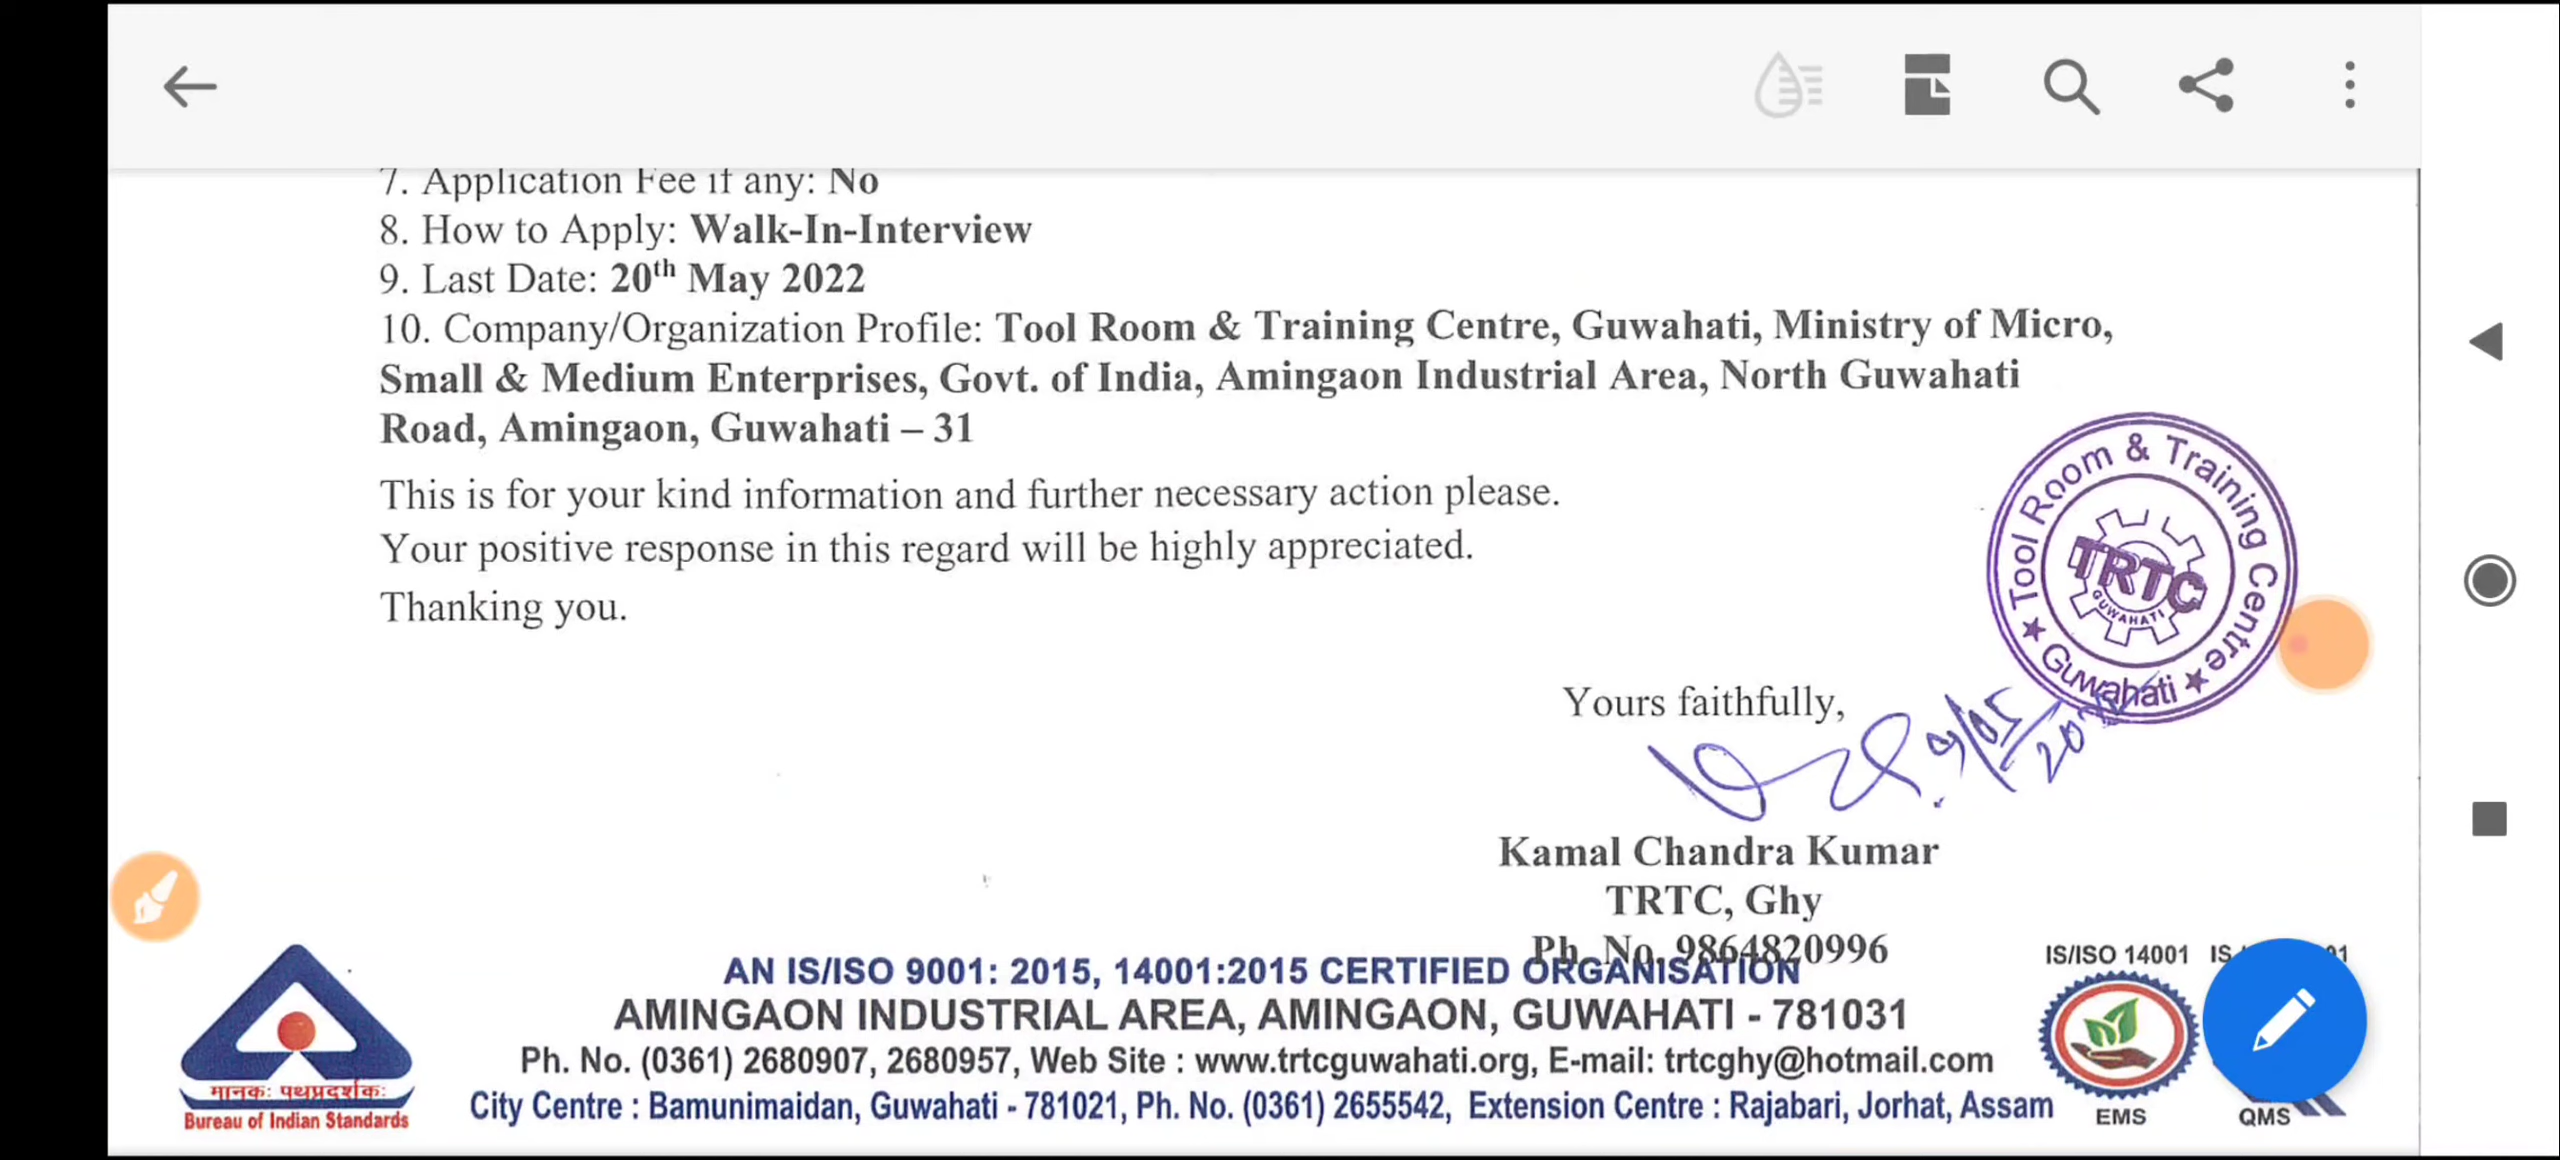 7. Application Fee if any: No
8. How to Apply: Walk-In-Interview
9. Last Date: 20th May 2022
10. Company/Organization Profile: Tool Room & Training Centre, Guwahati, Ministry of Micro,
Small & Medium Enterprises, Govt. of India, Amingaon Industrial Area, North Guwahati
Road, Amingaon, Guwahati – 31
This is for your kind information and further necessary action please.
Your positive response in this regard will be highly appreciated.
Thanking you.
Tool Room & Training Centre
★ Guwahati ★
TRTC
GUWAHATI
Yours faithfully,
9/05
Kamal Chandra Kumar
TRTC, Ghy
Ph. No. 9864820996
AN IS/ISO 9001: 2015, 14001:2015 CERTIFIED ORGANISATION
AMINGAON INDUSTRIAL AREA, AMINGAON, GUWAHATI - 781031
Ph. No. (0361) 2680907, 2680957, Web Site : www.trtcguwahati.org, E-mail: trtcghy@hotmail.com
City Centre : Bamunimaidan, Guwahati - 781021, Ph. No. (0361) 2655542, Extension Centre : Rajabari, Jorhat, Assam
मानक: पथप्रदर्शक:
Bureau of Indian Standards
IS/ISO 14001
EMS
QMS